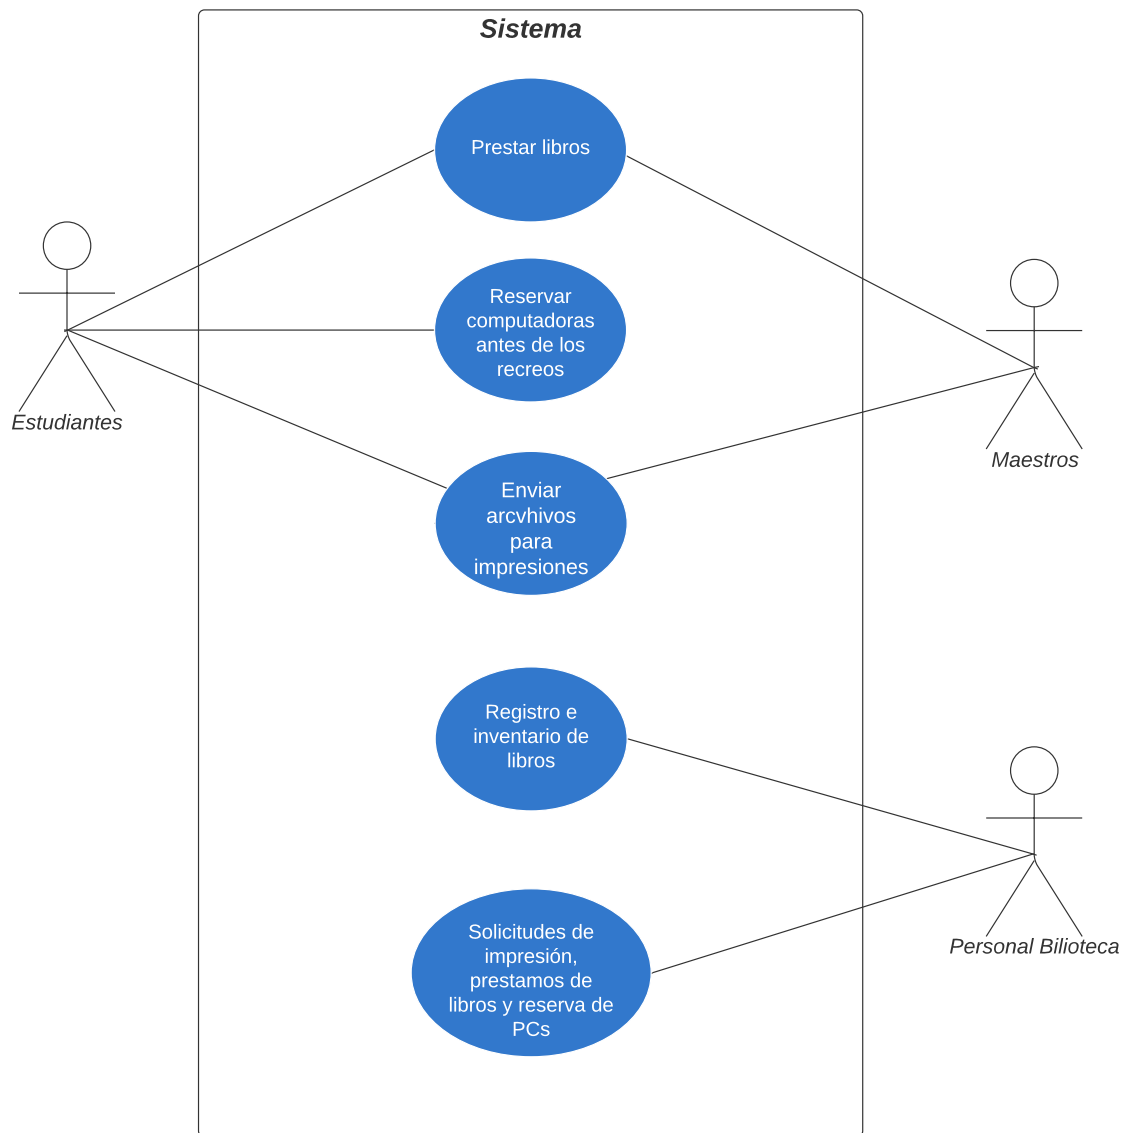 Sistema
Prestar libros
Reservar
computadoras
antes de los
recreos
Estudiantes
Maestros
Enviar
arcvhivos
para
impresiones
Registro e
inventario de
libros
Personal Bilioteca
Solicitudes de
impresión,
prestamos de
libros y reserva de
PCs